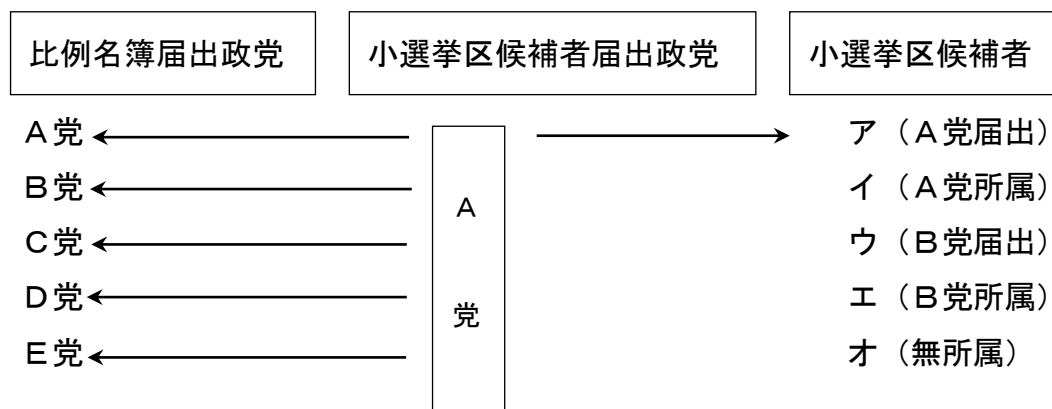 比例名簿届出政党 小選挙区候補者届出政党 小選挙区候補者
A党 ア（A党届出）
B党 イ（A党所属）
C党 ウ（B党届出）
D党 エ（B党所属）
E党 オ（無所属）
A
党